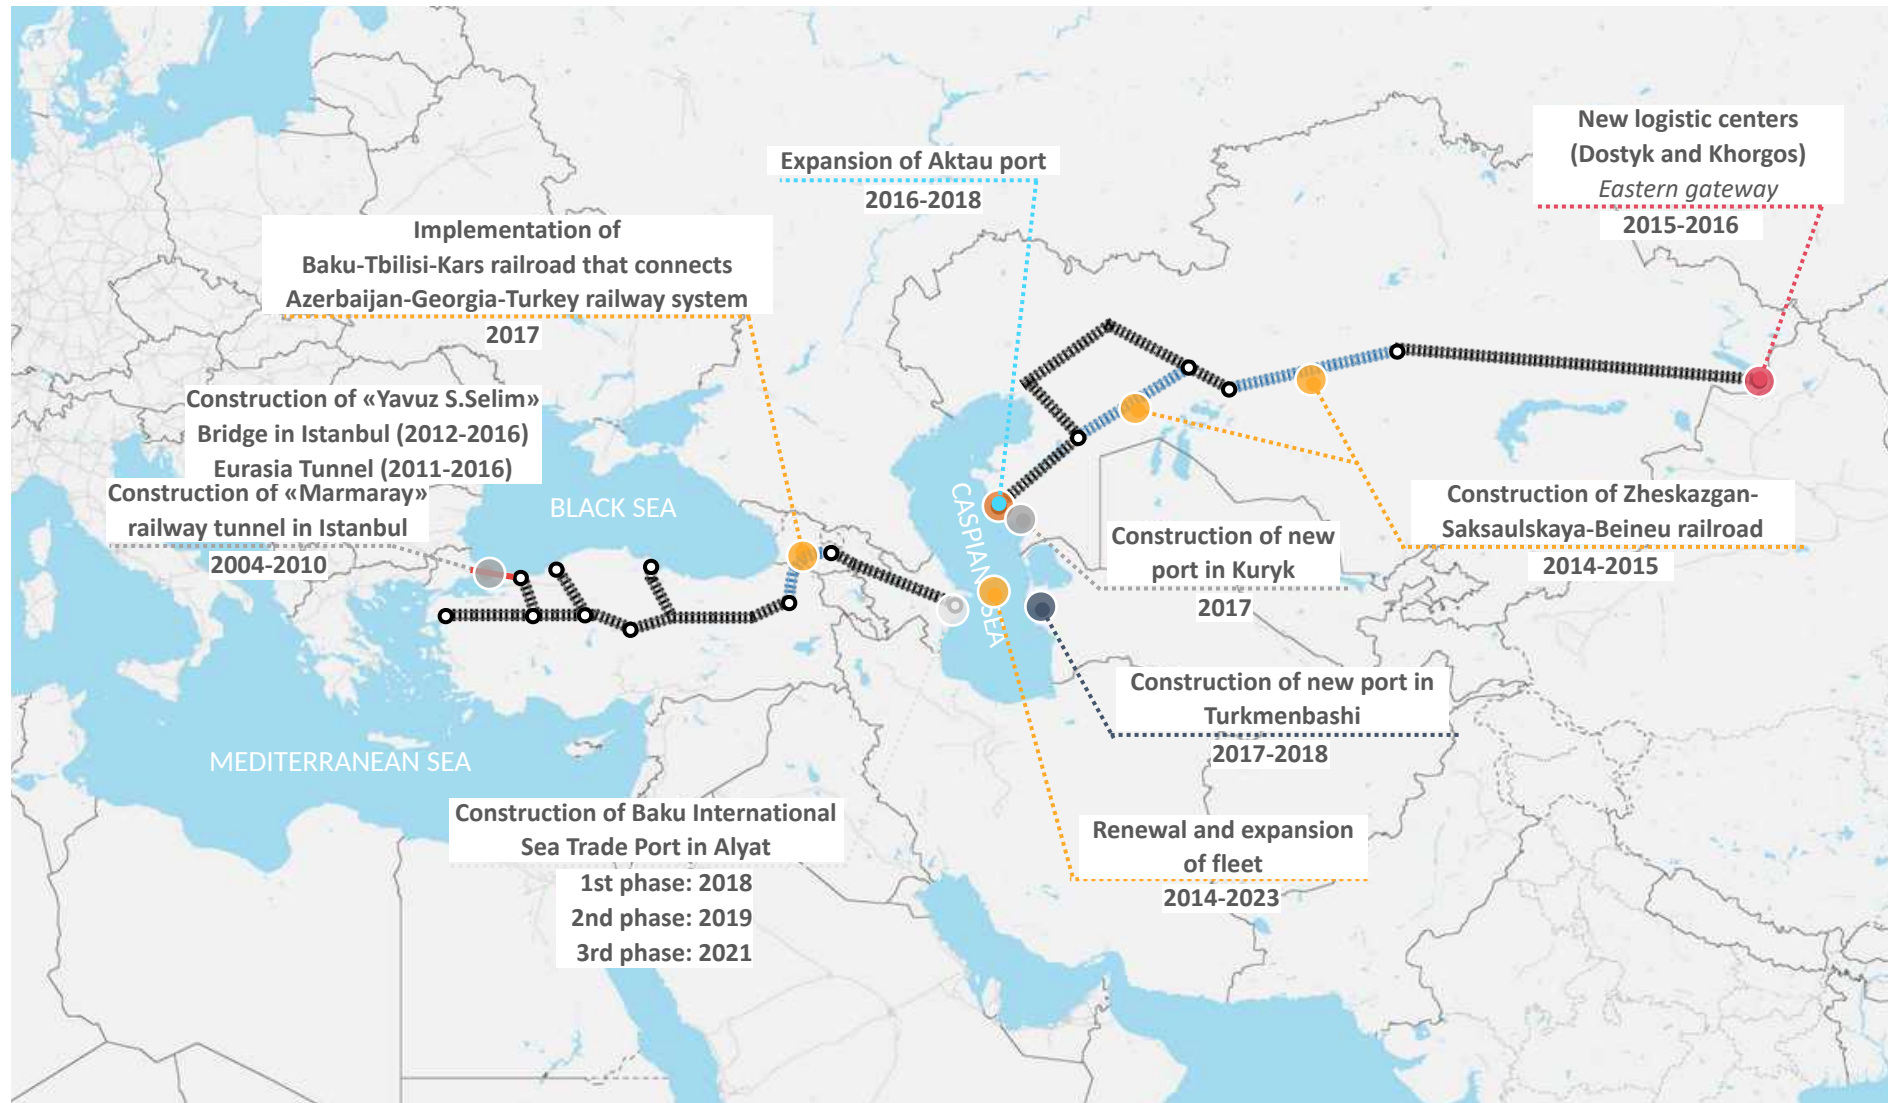 New logistic centers
(Dostyk and Khorgos)
Eastern gateway
2015-2016
Expansion of Aktau port
2016-2018
Implementation of
Baku-Tbilisi-Kars railroad that connects
Azerbaijan-Georgia-Turkey railway system
2017
Construction of «Yavuz S.Selim»
Bridge in Istanbul (2012-2016)
Eurasia Tunnel (2011-2016)
Construction of «Marmaray»
railway tunnel in Istanbul
2004-2010
BLACK SEA
CASPIAN SEA
Construction of Zheskazgan-
Saksaulskaya-Beineu railroad
2014-2015
Construction of new
port in Kuryk
2017
Construction of new port in
Turkmenbashi
2017-2018
MEDITERRANEAN SEA
Construction of Baku International
Sea Trade Port in Alyat
1st phase: 2018
2nd phase: 2019
3rd phase: 2021
Renewal and expansion
of fleet
2014-2023